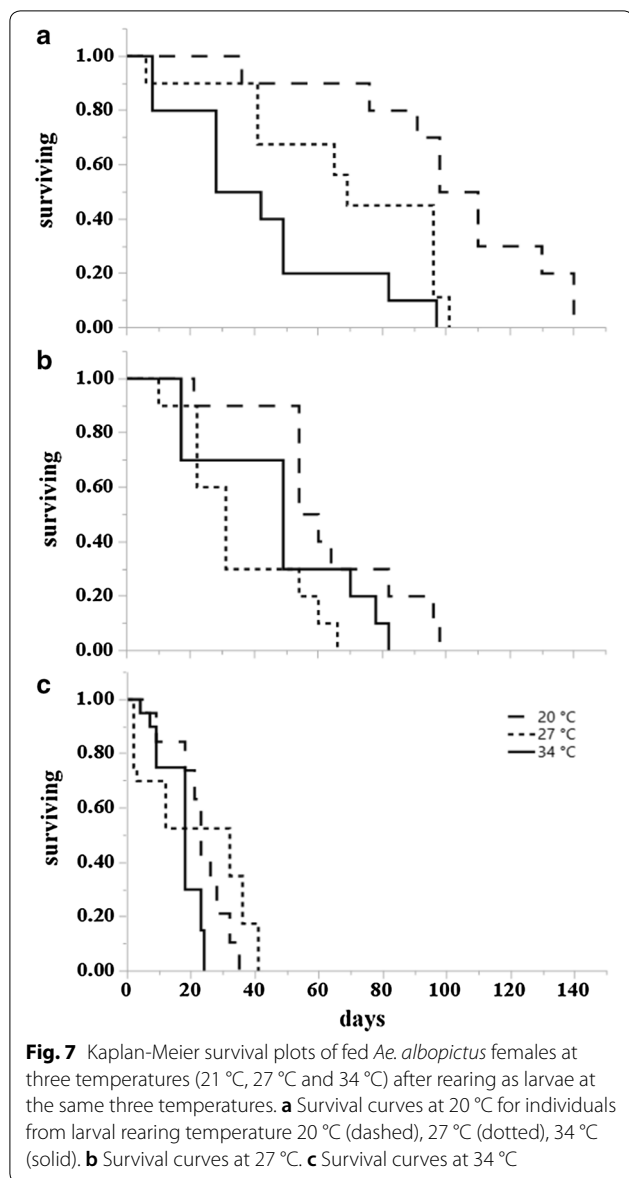 a
1.00
0.80
0.60
0.40
0.20
0.00
surviving
b
1.00
0.80
0.60
0.40
0.20
0.00
surviving
c
1.00
0.80
0.60
0.40
0.20
0.00
surviving
20 °C
27 °C
34 °C
0 20 40 60 80 100 120 140
days
Fig. 7 Kaplan-Meier survival plots of fed Ae. albopictus females at
three temperatures (21 °C, 27 °C and 34 °C) after rearing as larvae at
the same three temperatures. a Survival curves at 20 °C for individuals
from larval rearing temperature 20 °C (dashed), 27 °C (dotted), 34 °C
(solid). b Survival curves at 27 °C. c Survival curves at 34 °C